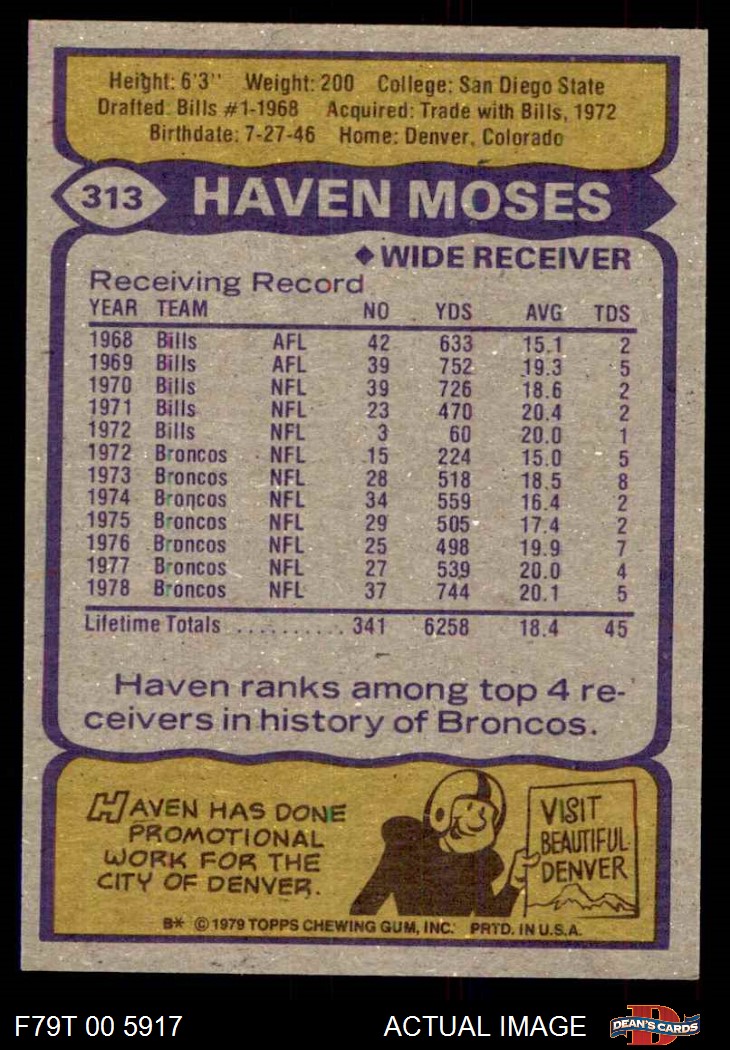 Height: 6'3" Weight: 200 College: San Diego State
Drafted: Bills #1-1968 Acquired: Trade with Bills, 1972
Birthdate: 7-27-46 Home: Denver, Colorado
313 HAVEN MOSES
◆ WIDE RECEIVER
Receiving Record
YEAR TEAM NO YDS AVG TDS
1968 Bills AFL 42 633 15.1 2
1969 Bills AFL 39 752 19.3 5
1970 Bills NFL 39 726 18.6 2
1971 Bills NFL 23 470 20.4 2
1972 Bills NFL 3 60 20.0 1
1972 Broncos NFL 15 224 15.0 5
1973 Broncos NFL 28 518 18.5 8
1974 Broncos NFL 34 559 16.4 2
1975 Broncos NFL 29 505 17.4 2
1976 Broncos NFL 25 498 19.9 7
1977 Broncos NFL 27 539 20.0 4
1978 Broncos NFL 37 744 20.1 5
Lifetime Totals .......... 341 6258 18.4 45
Haven ranks among top 4 re-
ceivers in history of Broncos.
HAVEN HAS DONE
PROMOTIONAL
WORK FOR THE
CITY OF DENVER.
VISIT
BEAUTIFUL
DENVER
B* © 1979 TOPPS CHEWING GUM, INC. PRTD. IN U.S.A.
F79T 00 5917 ACTUAL IMAGE D DEAN'S CARDS